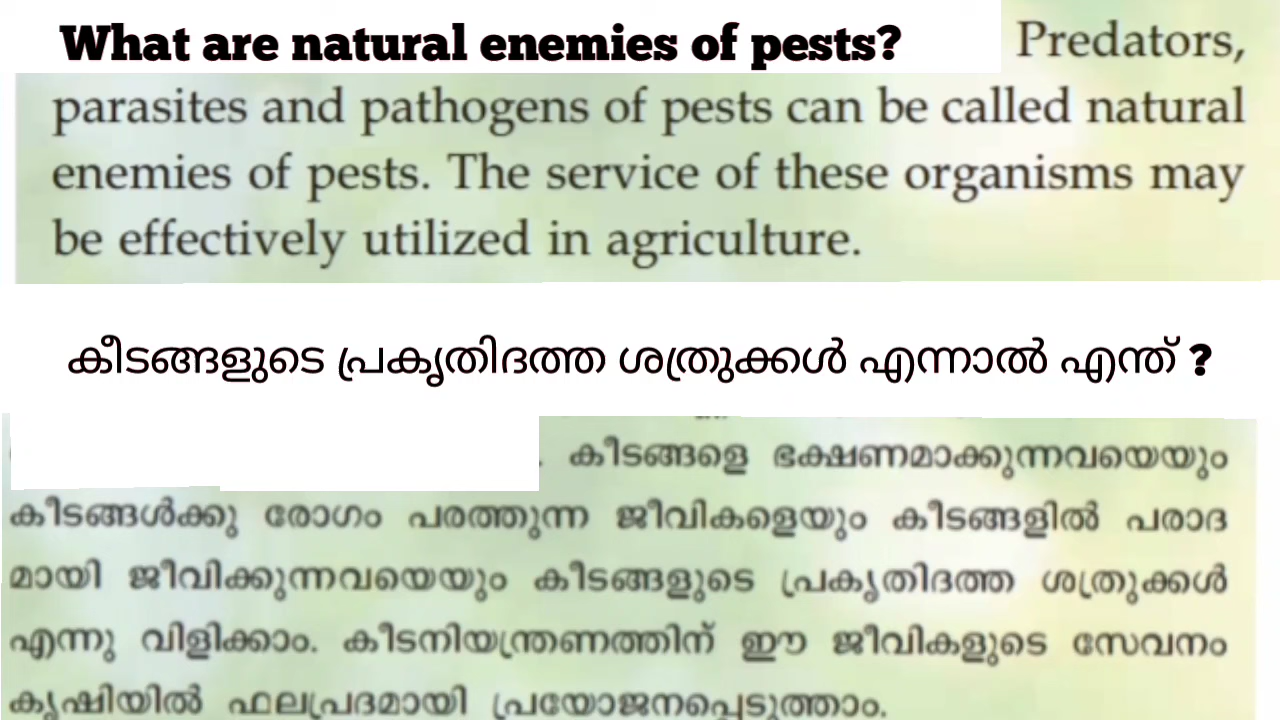 What are natural enemies of pests? Predators,
parasites and pathogens of pests can be called natural
enemies of pests. The service of these organisms may
be effectively utilized in agriculture.
കീടങ്ങളുടെ പ്രകൃതിദത്ത ശത്രുക്കൾ എന്നാൽ എന്ത് ?
. കീടങ്ങളെ ഭക്ഷണമാക്കുന്നവയെയും
കീടങ്ങൾക്കു രോഗം പരത്തുന്ന ജീവികളെയും കീടങ്ങളിൽ പരാദ
മായി ജീവിക്കുന്നവയെയും കീടങ്ങളുടെ പ്രകൃതിദത്ത ശത്രുക്കൾ
എന്നു വിളിക്കാം. കീടനിയന്ത്രണത്തിന് ഈ ജീവികളുടെ സേവനം
കൃഷിയിൽ ഫലപ്രദമായി പ്രയോജനപ്പെടുത്താം.